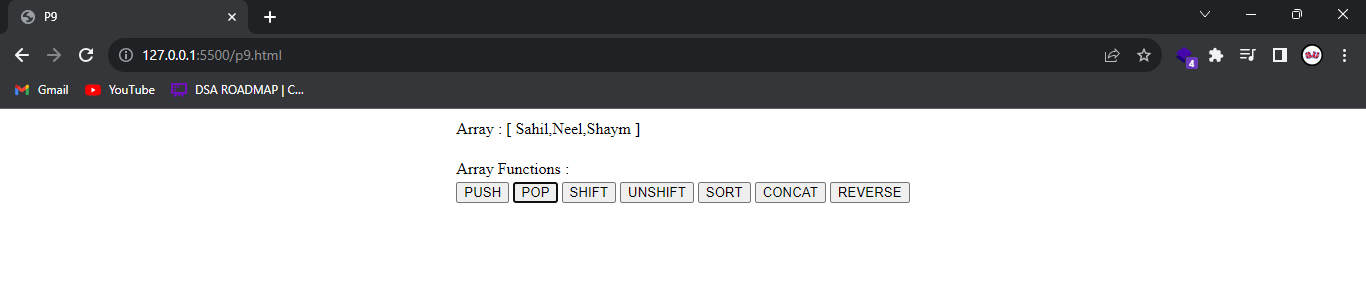 P9
127.0.0.1:5500/p9.html
4
Gmail YouTube DSA ROADMAP | C...
Array : [ Sahil,Neel,Shaym ]
Array Functions :
PUSH POP SHIFT UNSHIFT SORT CONCAT REVERSE